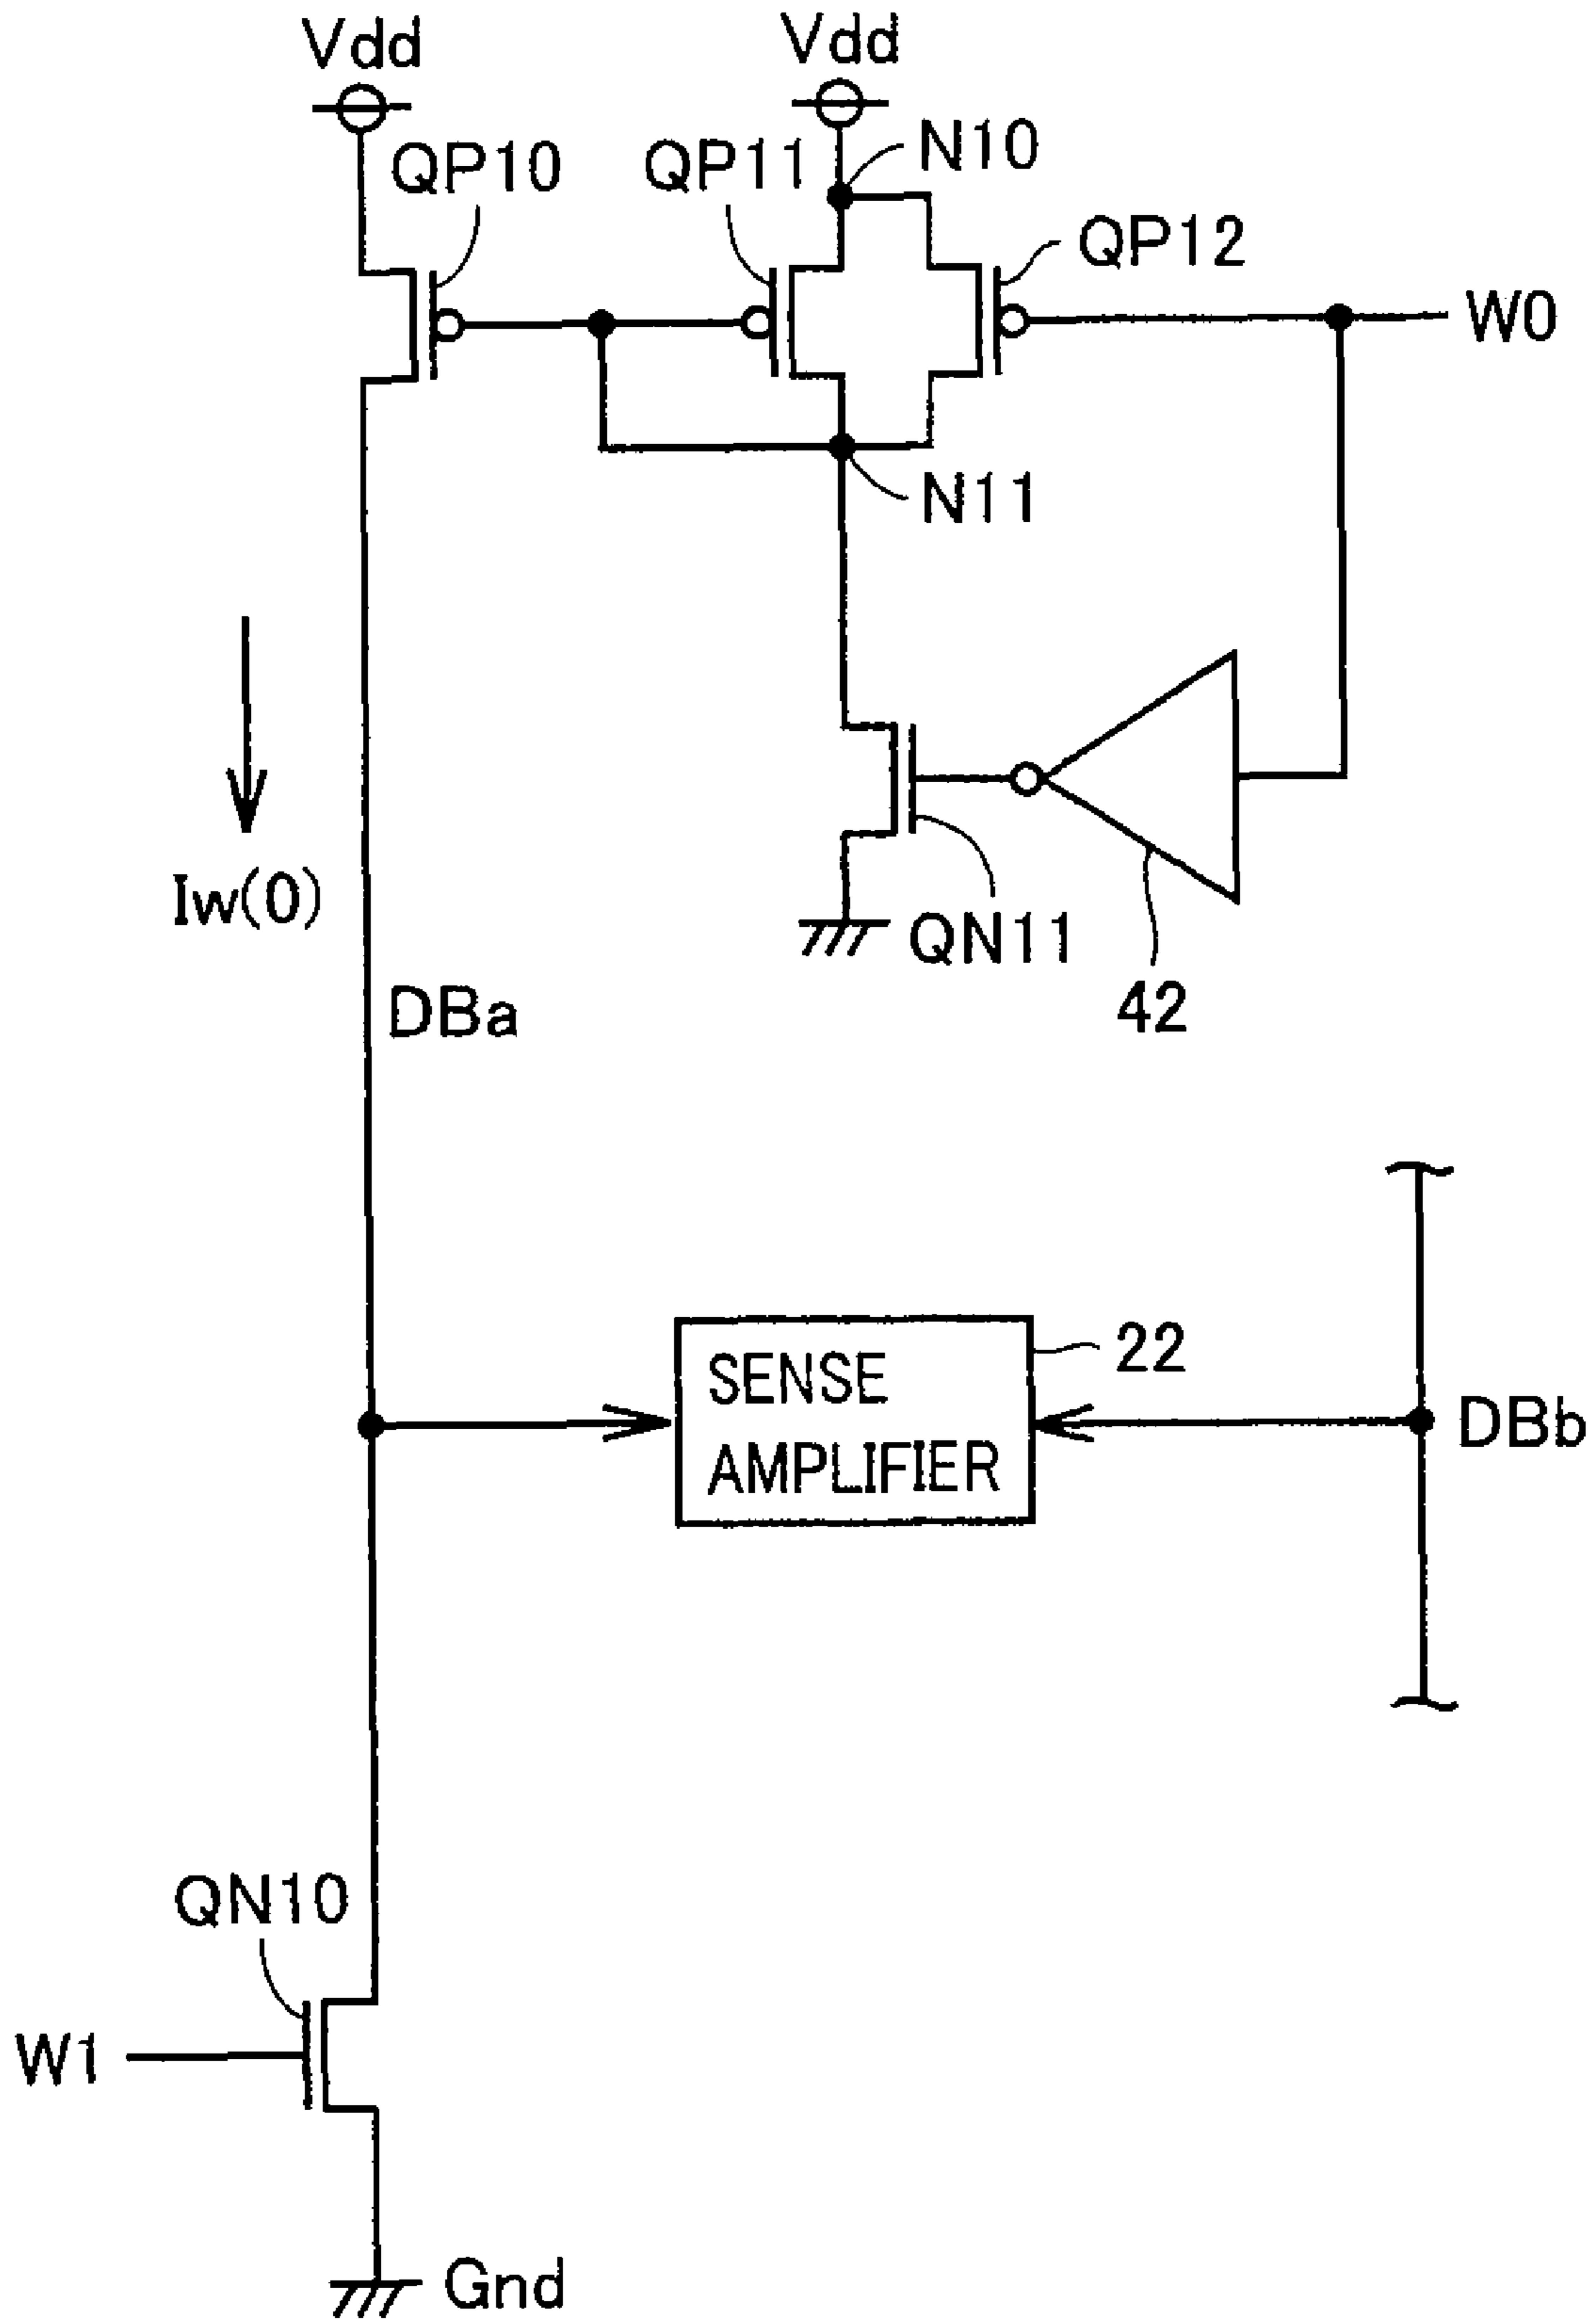 Vdd
Vdd
QP10
QP11
N10
QP12
W0
N11
Iw(0)
QN11
42
DBa
SENSE
AMPLIFIER
22
DBb
QN10
W1
Gnd